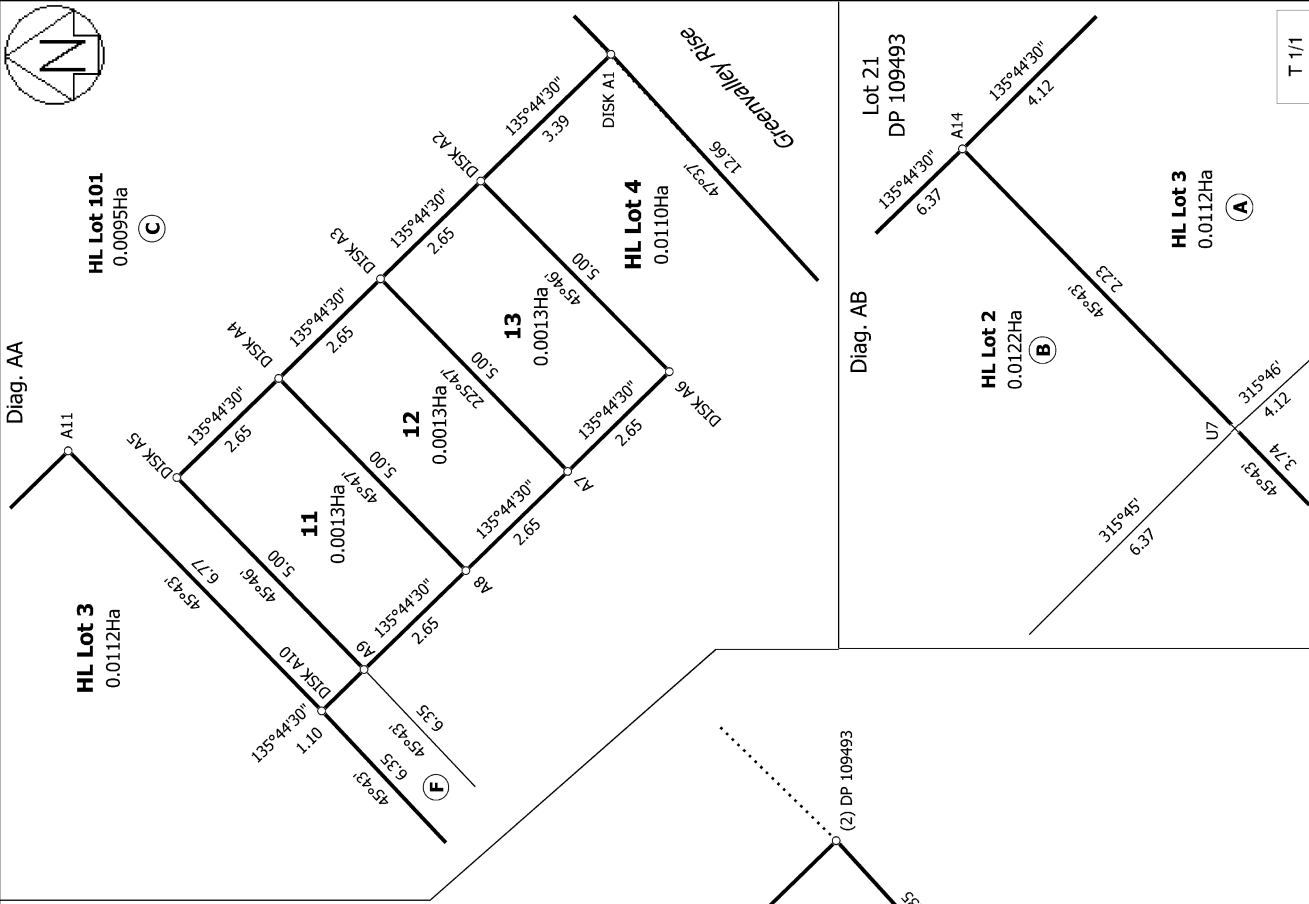 N
Diag. AA
HL Lot 101
0.0095Ha
C
Greenvalley Rise
DISK A1
135°44'30"
3.39
DISK A2
47°37'
12.66
HL Lot 4
0.0110Ha
135°44'30"
2.65
DISK A3
45°46'
5.00
13
0.0013Ha
135°44'30"
2.65
DISK A4
225°47'
5.00
12
0.0013Ha
135°44'30"
2.65
DISK A5
45°47'
5.00
11
0.0013Ha
DISK A6
135°44'30"
2.65
A7
135°44'30"
2.65
A8
135°44'30"
2.65
A9
45°46'
5.00
A11
45°43'
6.77
HL Lot 3
0.0112Ha
DISK A10
135°44'30"
1.10
45°43'
6.35
45°43'
6.35
F
Diag. AB
Lot 21
DP 109493
A14
135°44'30"
6.37
135°44'30"
4.12
HL Lot 3
0.0112Ha
A
HL Lot 2
0.0122Ha
B
45°43'
2.23
U7
315°46'
4.12
45°43'
3.74
315°45'
6.37
T 1/1
(2) DP 109493
35